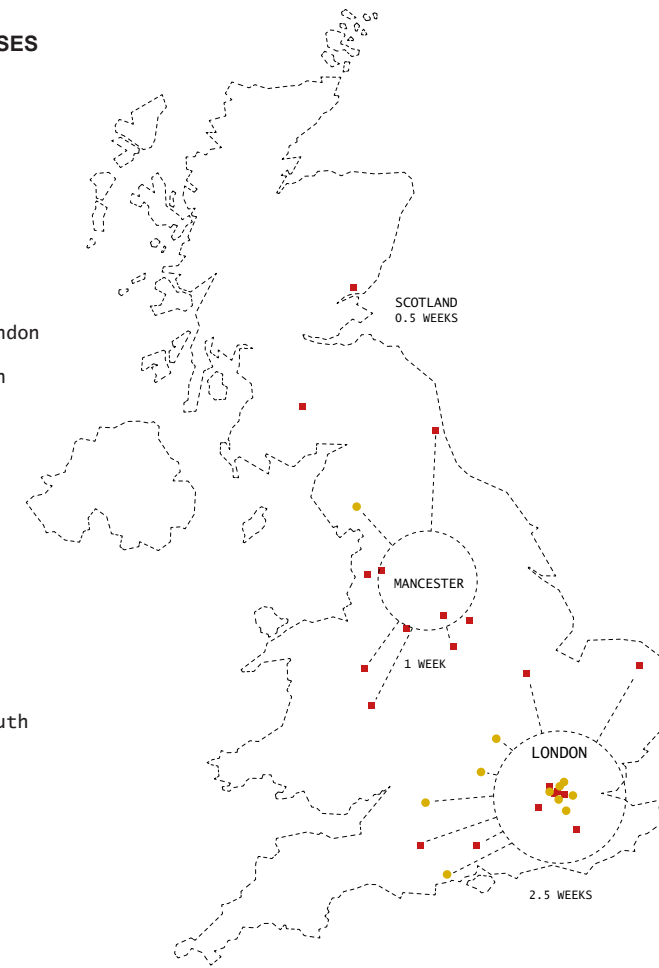 SES
SCOTLAND
0.5 WEEKS
ndon
n
MANCESTER
1 WEEK
uth
LONDON
2.5 WEEKS